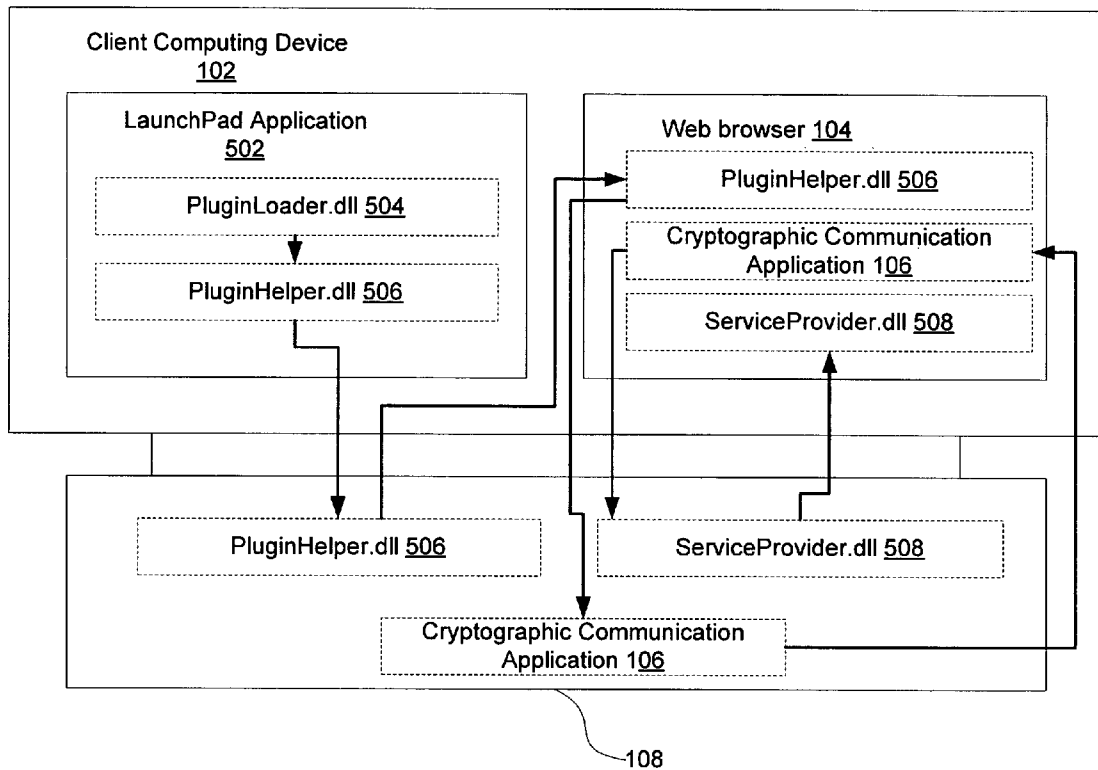 Client Computing Device
102
LaunchPad Application
502
PluginLoader.dll 504
PluginHelper.dll 506
Web browser 104
PluginHelper.dll 506
Cryptographic Communication
Application 106
ServiceProvider.dll 508
PluginHelper.dll 506
ServiceProvider.dll 508
Cryptographic Communication
Application 106
108